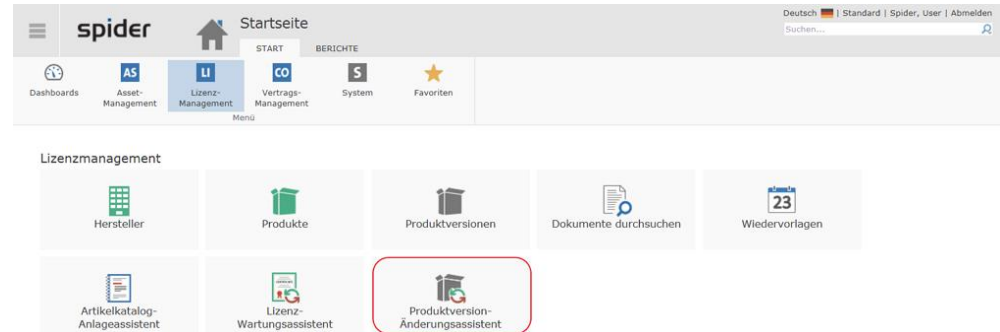 Deutsch | Standard | Spider, User | Abmelden
spider
Startseite
Suchen...
START BERICHTE
AS LI CO S
Dashboards Asset- Lizenz- Vertrags- System Favoriten
Management Management Management
Menü
Lizenzmanagement
23
Hersteller Produkte Produktversionen Dokumente durchsuchen Wiedervorlagen
Artikelkatalog- Lizenz- Produktversion-
Anlageassistent Wartungsassistent Änderungsassistent